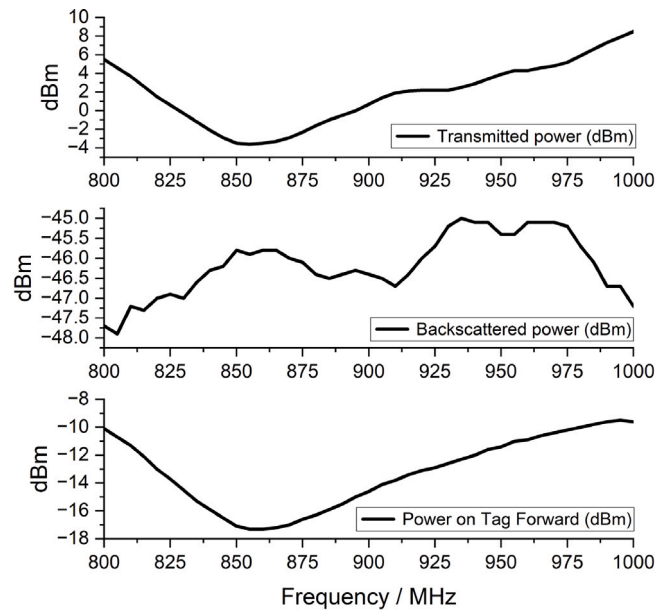 10
8
6
4
2
0
−2
−4
dBm
Transmitted power (dBm)
800 825 850 875 900 925 950 975 1000
−45.0
−45.5
−46.0
−46.5
−47.0
−47.5
−48.0
dBm
Backscattered power (dBm)
800 825 850 875 900 925 950 975 1000
−8
−10
−12
−14
−16
−18
dBm
Power on Tag Forward (dBm)
800 825 850 875 900 925 950 975 1000
Frequency / MHz